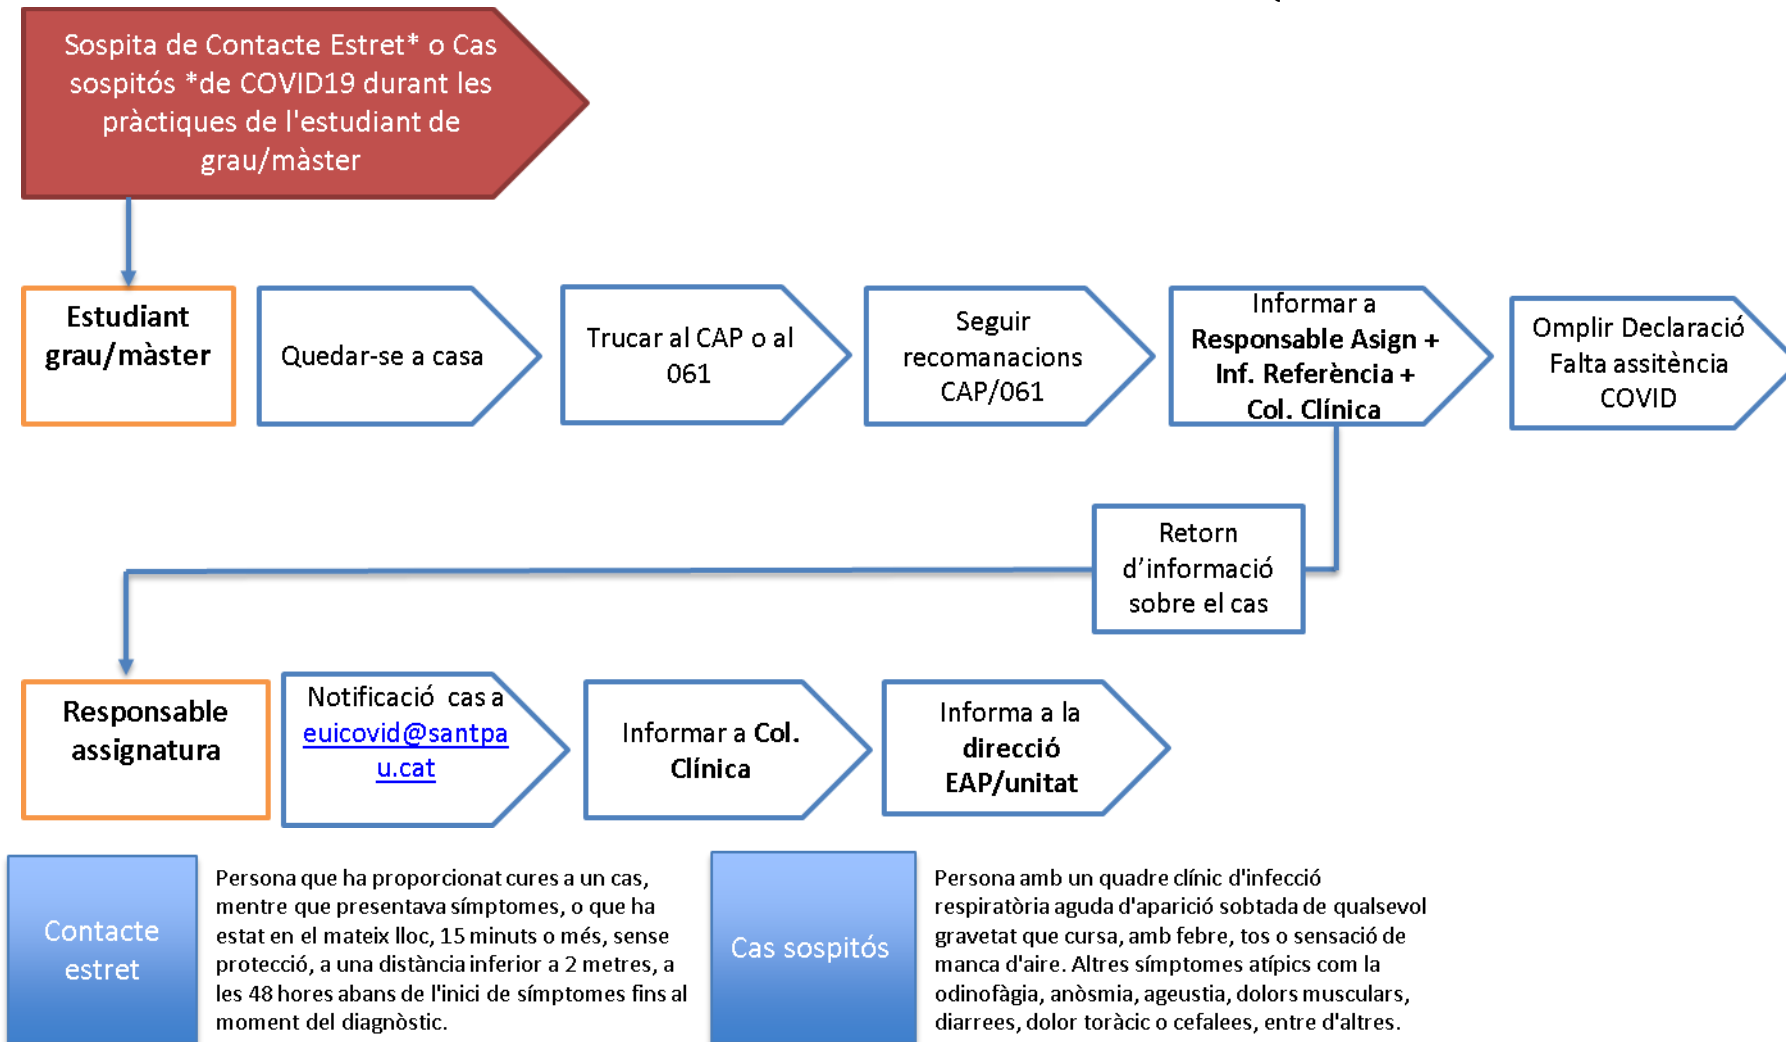 Sospita de Contacte Estret* o Cas
sospitós *de COVID19 durant les
pràctiques de l'estudiant de
grau/màster
Estudiant
grau/màster
Quedar-se a casa
Trucar al CAP o al
061
Seguir
recomanacions
CAP/061
Informar a
Responsable Asign +
Inf. Referència +
Col. Clínica
Omplir Declaració
Falta assitència
COVID
Retorn
d’informació
sobre el cas
Responsable
assignatura
Notificació cas a
euicovid@santpa
u.cat
Informar a Col.
Clínica
Informa a la
direcció
EAP/unitat
Contacte
estret
Persona que ha proporcionat cures a un cas,
mentre que presentava símptomes, o que ha
estat en el mateix lloc, 15 minuts o més, sense
protecció, a una distància inferior a 2 metres, a
les 48 hores abans de l'inici de símptomes fins al
moment del diagnòstic.
Cas sospitós
Persona amb un quadre clínic d'infecció
respiratòria aguda d'aparició sobtada de qualsevol
gravetat que cursa, amb febre, tos o sensació de
manca d'aire. Altres símptomes atípics com la
odinofàgia, anòsmia, ageustia, dolors musculars,
diarrees, dolor toràcic o cefalees, entre d'altres.